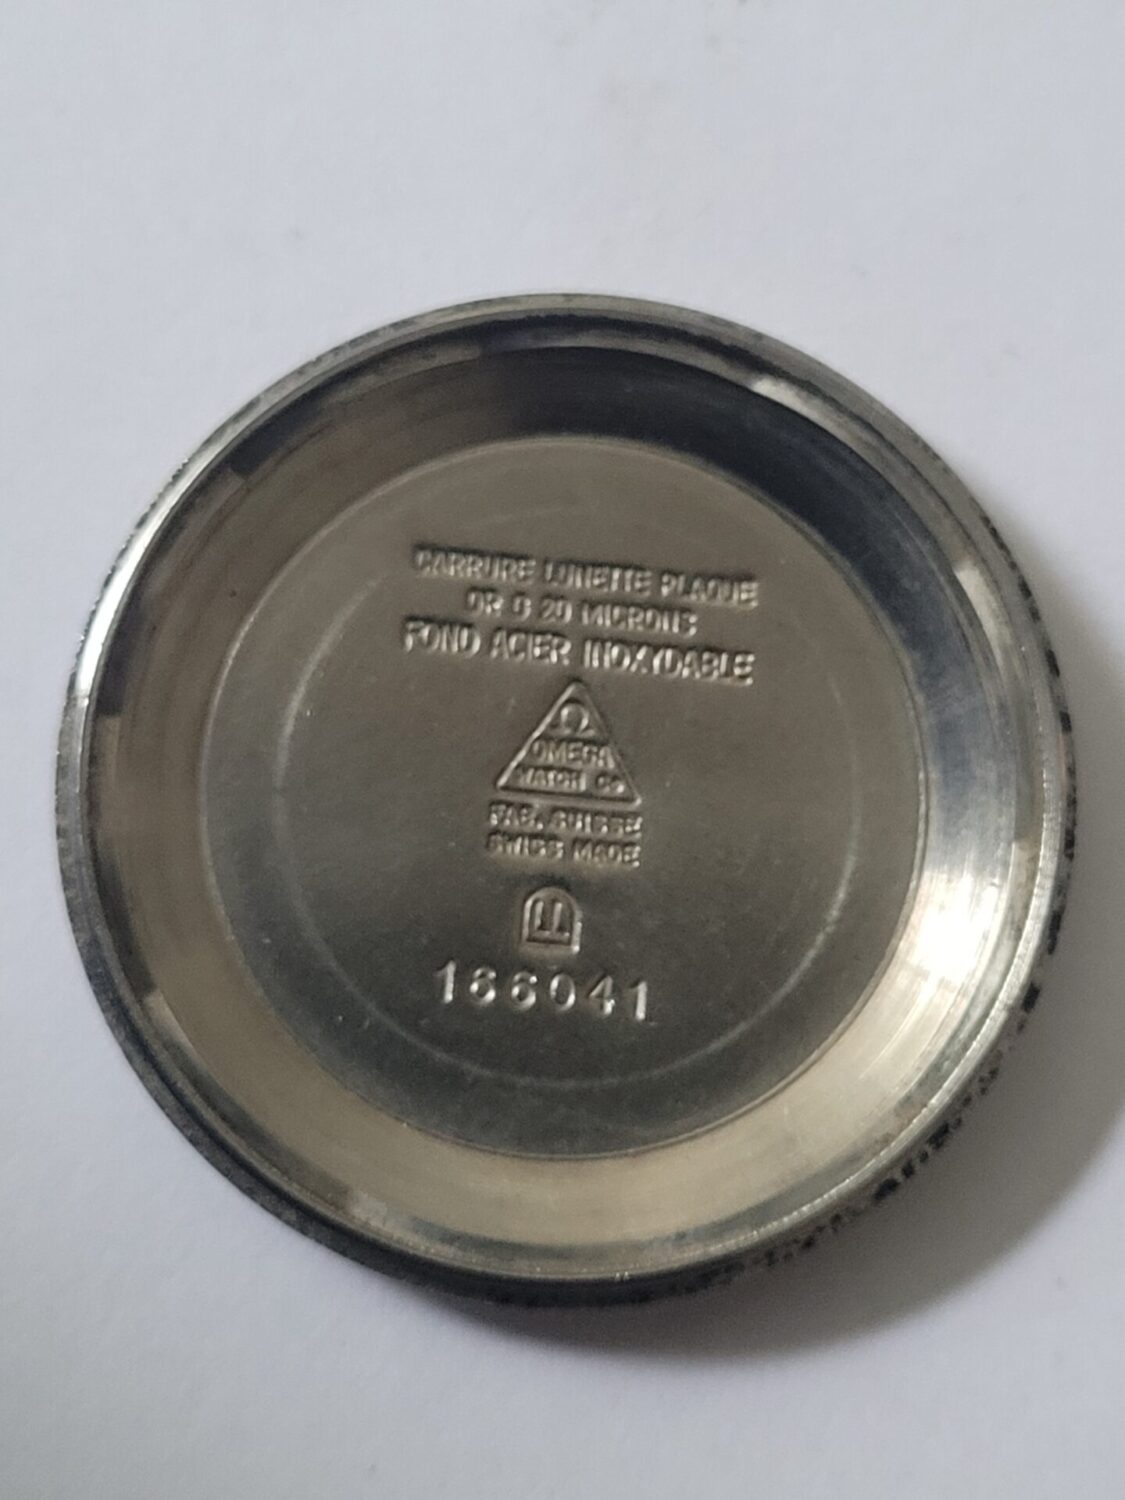 CARRURE LUNETTE PLAQUE
OR G 20 MICRONS
FOND ACIER INOXYDABLE
Ω
OMEGA
WATCH Co
FAB. SUISSE
SWISS MADE
166041